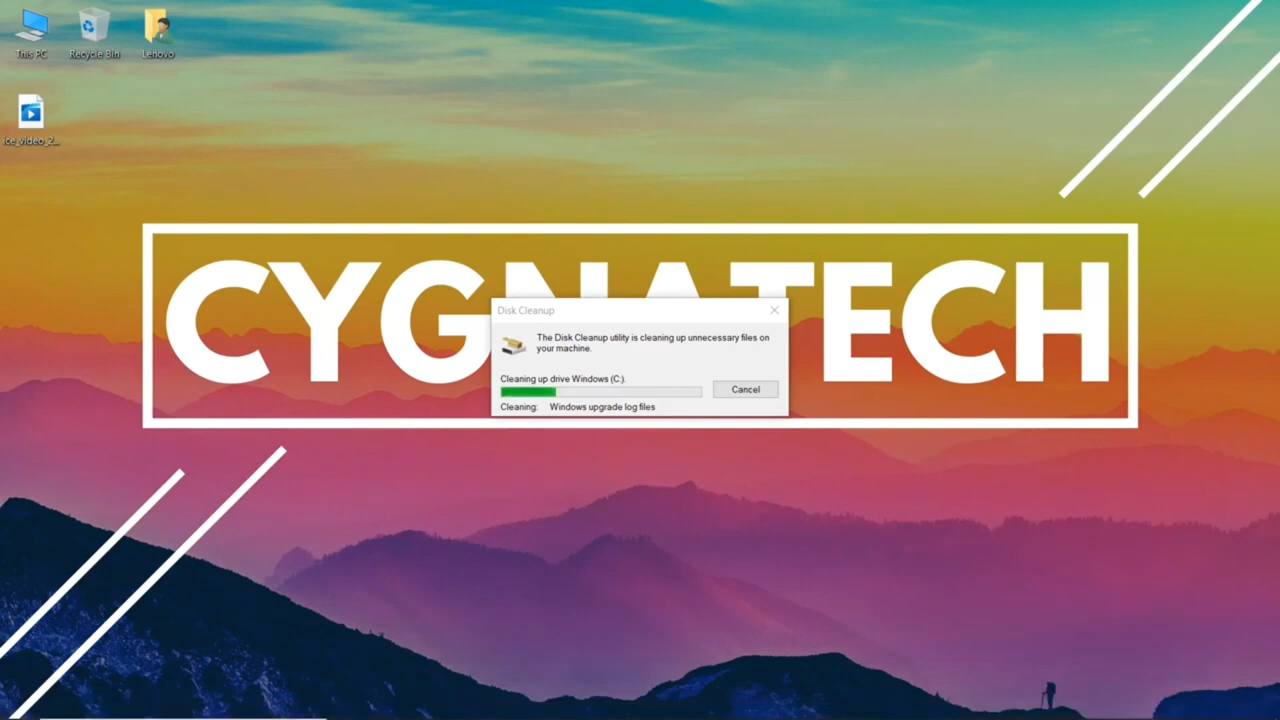 This PC
Recycle Bin
Lenovo
ice_video_2...
CYGNATECH
Disk Cleanup
The Disk Cleanup utility is cleaning up unnecessary files on
your machine.
Cleaning up drive Windows (C:).
Cancel
Cleaning: Windows upgrade log files